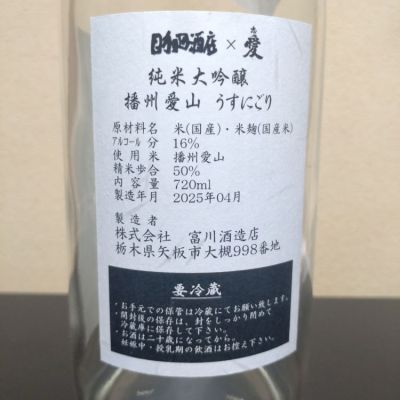 酒店 × 愛
純米大吟醸
播州愛山 うすにごり
原材料名 米(国産)・米麹(国産米)
アルコール分 16%
使用米 播州愛山
精米歩合 50%
内容量 720ml
製造年月 2025年04月
製造者
株式会社 富川酒造店
栃木県矢板市大槻998番地
要冷蔵
・お手元での保管は冷蔵にてお願い致します。
・開封後の保存は、封をしっかり閉めて
冷蔵庫に保存して下さい。
・お酒は二十歳になってから。
妊娠中・授乳期の飲酒はお控え下さい。